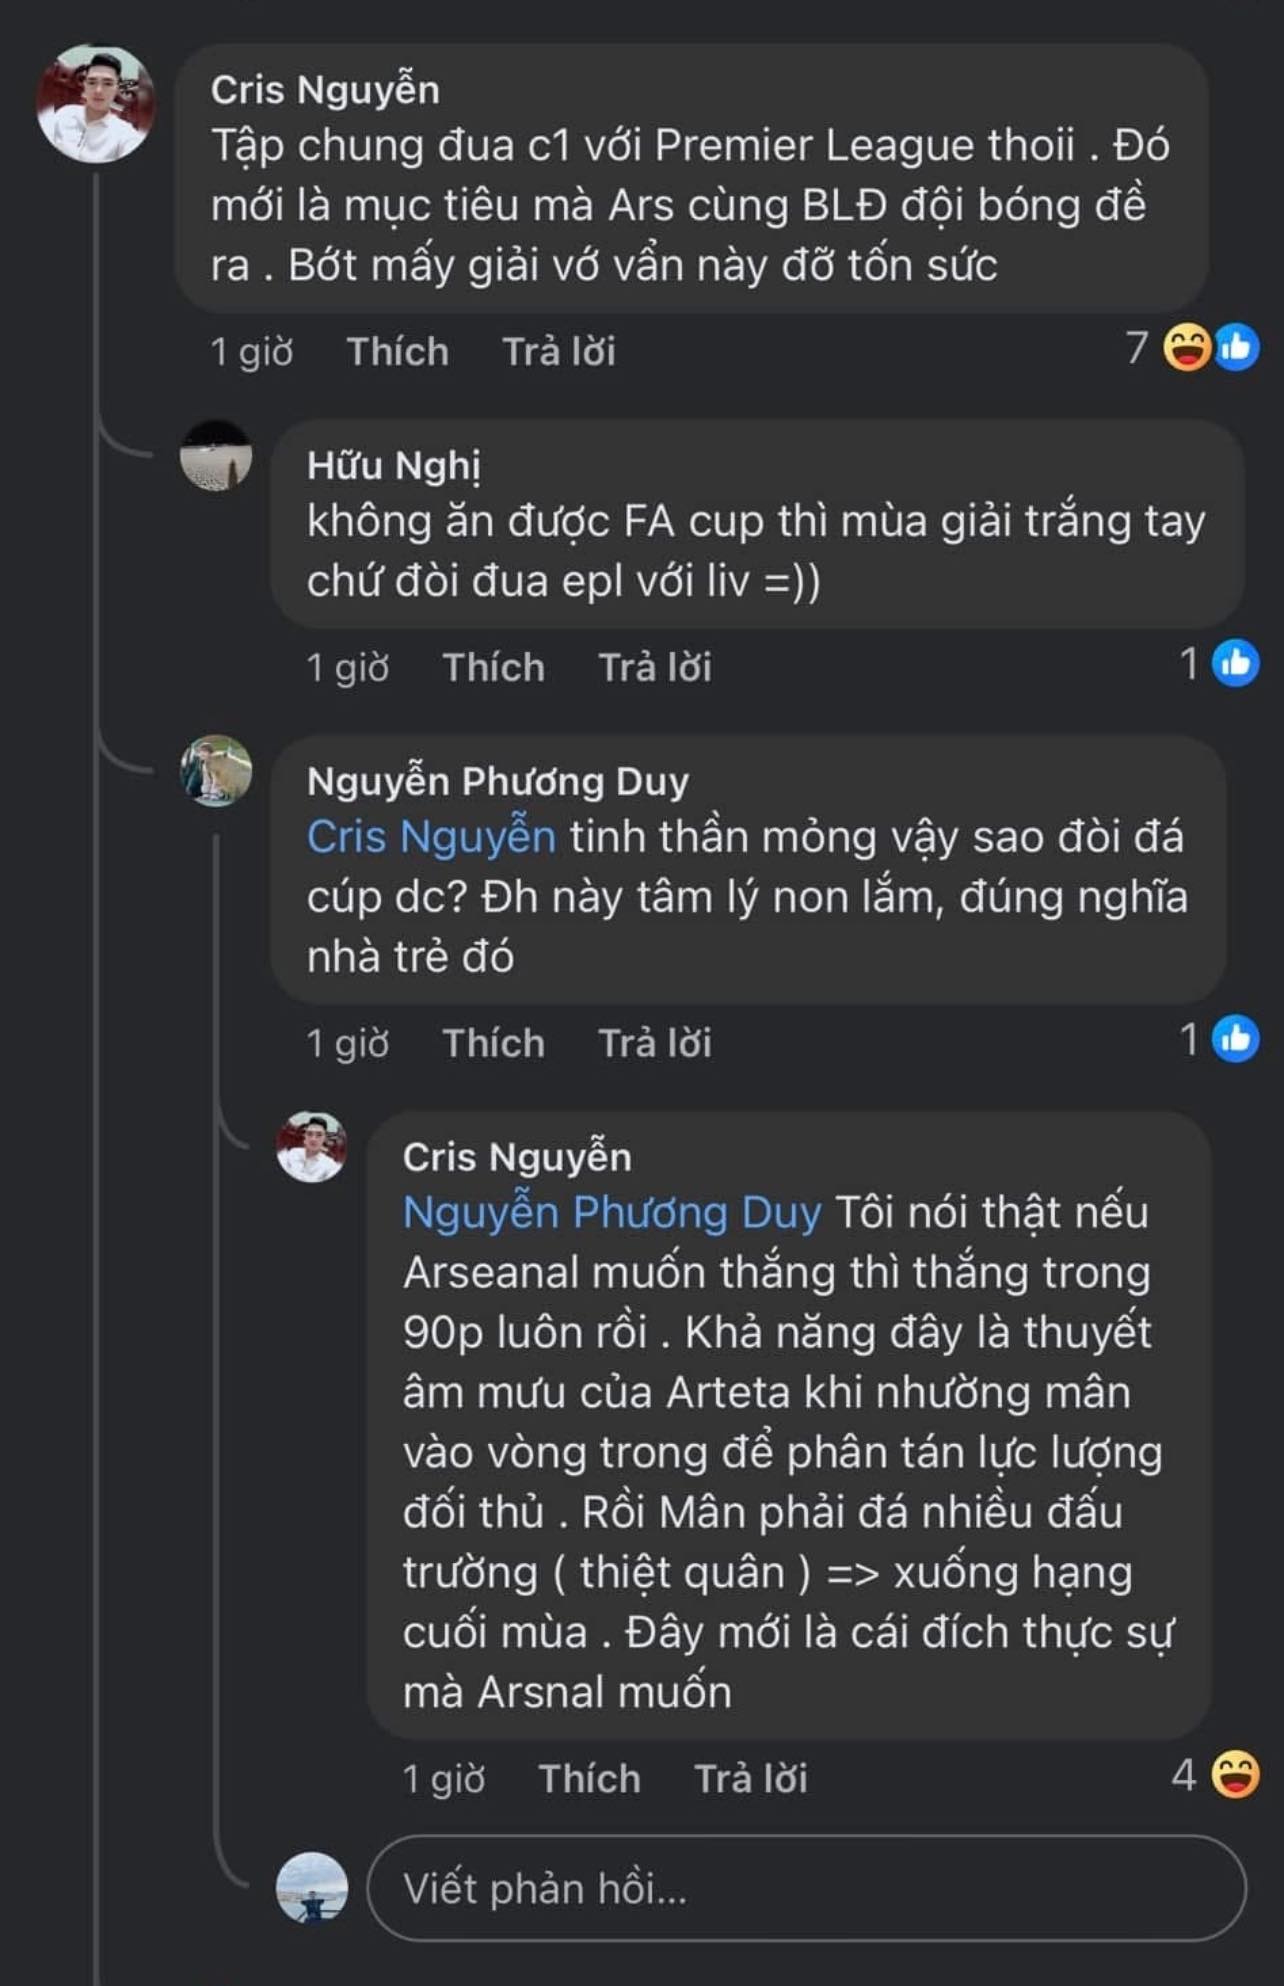 Cris Nguyễn
Tập chung đua c1 với Premier League thoii . Đó
mới là mục tiêu mà Ars cùng BLĐ đội bóng đề
ra . Bớt mấy giải vớ vẩn này đỡ tốn sức
1 giờ Thích Trả lời 7
Hữu Nghị
không ăn được FA cup thì mùa giải trắng tay
chứ đòi đua epl với liv =))
1 giờ Thích Trả lời 1
Nguyễn Phương Duy
Cris Nguyễn tinh thần mỏng vậy sao đòi đá
cúp dc? Đh này tâm lý non lắm, đúng nghĩa
nhà trẻ đó
1 giờ Thích Trả lời 1
Cris Nguyễn
Nguyễn Phương Duy Tôi nói thật nếu
Arseanal muốn thắng thì thắng trong
90p luôn rồi . Khả năng đây là thuyết
âm mưu của Arteta khi nhường mân
vào vòng trong để phân tán lực lượng
đối thủ . Rồi Mân phải đá nhiều đấu
trường ( thiệt quân ) => xuống hạng
cuối mùa . Đây mới là cái đích thực sự
mà Arsnal muốn
1 giờ Thích Trả lời 4
Viết phản hồi...